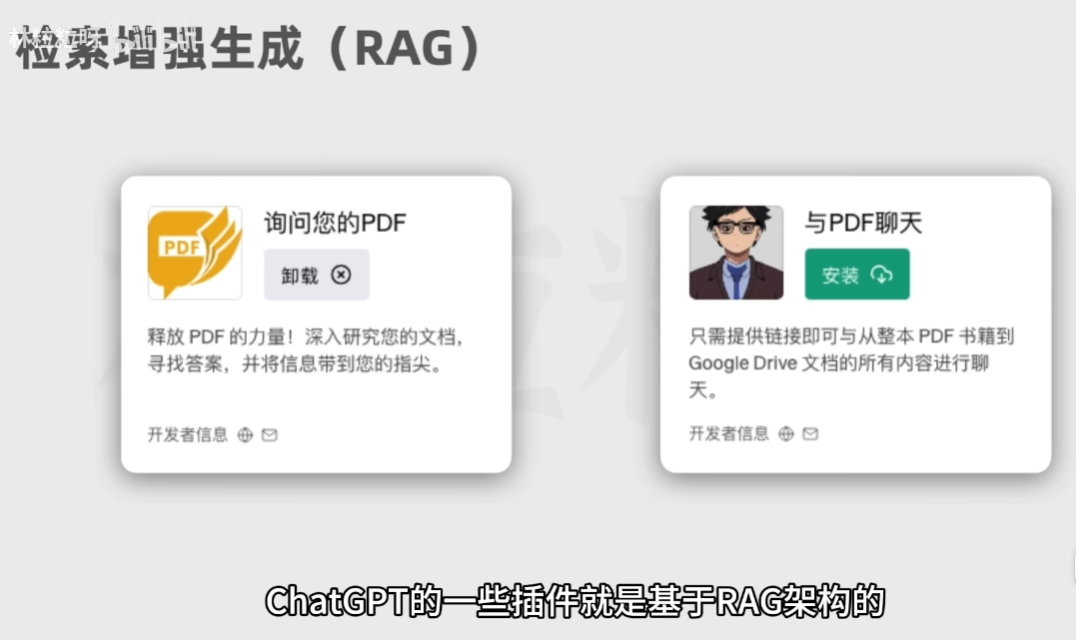 检索增强生成（RAG）
林粒粒呀
bilibili
PDF
询问您的PDF
卸载
释放 PDF 的力量！深入研究您的文档，
寻找答案，并将信息带到您的指尖。
开发者信息
与PDF聊天
安装
只需提供链接即可与从整本 PDF 书籍到
Google Drive 文档的所有内容进行聊
天。
开发者信息
ChatGPT的一些插件就是基于RAG架构的